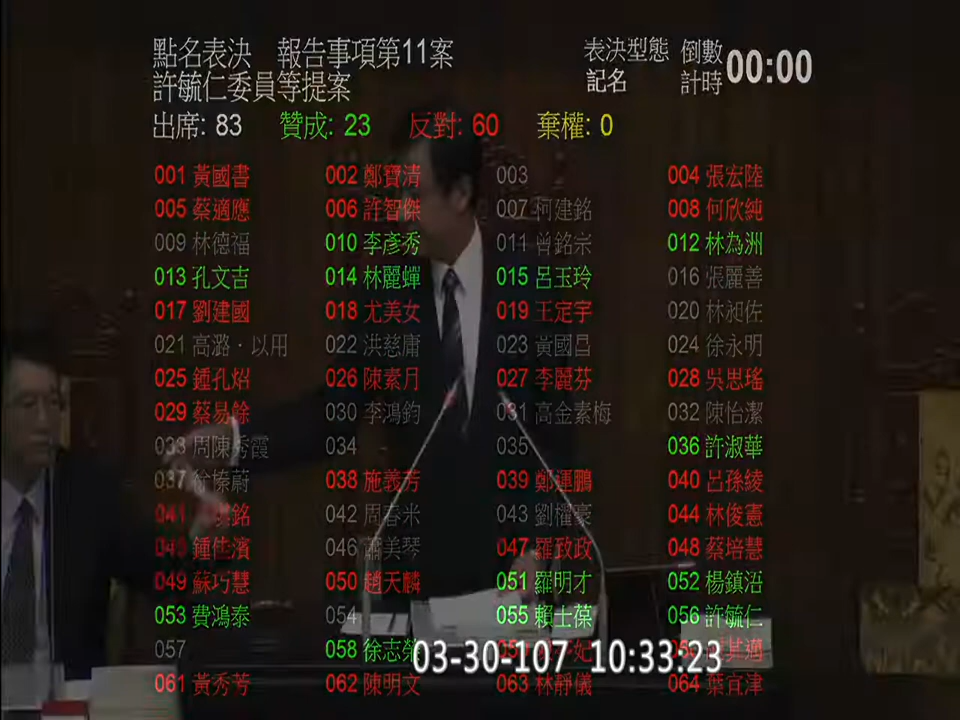 點名表決 報告事項第11案 表決型態 倒數 00:00
許毓仁委員等提案 記名 計時
出席: 83 贊成: 23 反對: 60 棄權: 0
001 黃國書 002 鄭寶清 003 004 張宏陸
005 蔡適應 006 許智傑 007 柯建銘 008 何欣純
009 林德福 010 李彥秀 011 曾銘宗 012 林為洲
013 孔文吉 014 林麗蟬 015 呂玉玲 016 張麗善
017 劉建國 018 尤美女 019 王定宇 020 林昶佐
021 高潞．以用 022 洪慈庸 023 黃國昌 024 徐永明
025 鍾孔炤 026 陳素月 027 李麗芬 028 吳思瑤
029 蔡易餘 030 李鴻鈞 031 高金素梅 032 陳怡潔
033 周陳秀霞 034 035 036 許淑華
037 徐榛蔚 038 施義芳 039 鄭運鵬 040 呂孫綾
041 銘 042 周春米 043 劉櫂豪 044 林俊憲
鍾佳濱 046 蕭美琴 047 羅致政 048 蔡培慧
049 蘇巧慧 050 趙天麟 051 羅明才 052 楊鎮浯
053 費鴻泰 054 055 賴士葆 056 許毓仁
057 058 徐志榮 其邁
03-30-107 10:33:23
061 黃秀芳 062 陳明文 063 林靜儀 064 葉宜津